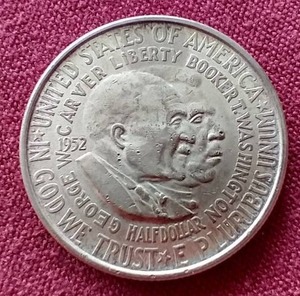 UNITED STATES OF AMERICA
IN GOD WE TRUST ★ E PLURIBUS UNUM
GEORGE W. CARVER LIBERTY BOOKER T. WASHINGTON
1952
HALF DOLLAR